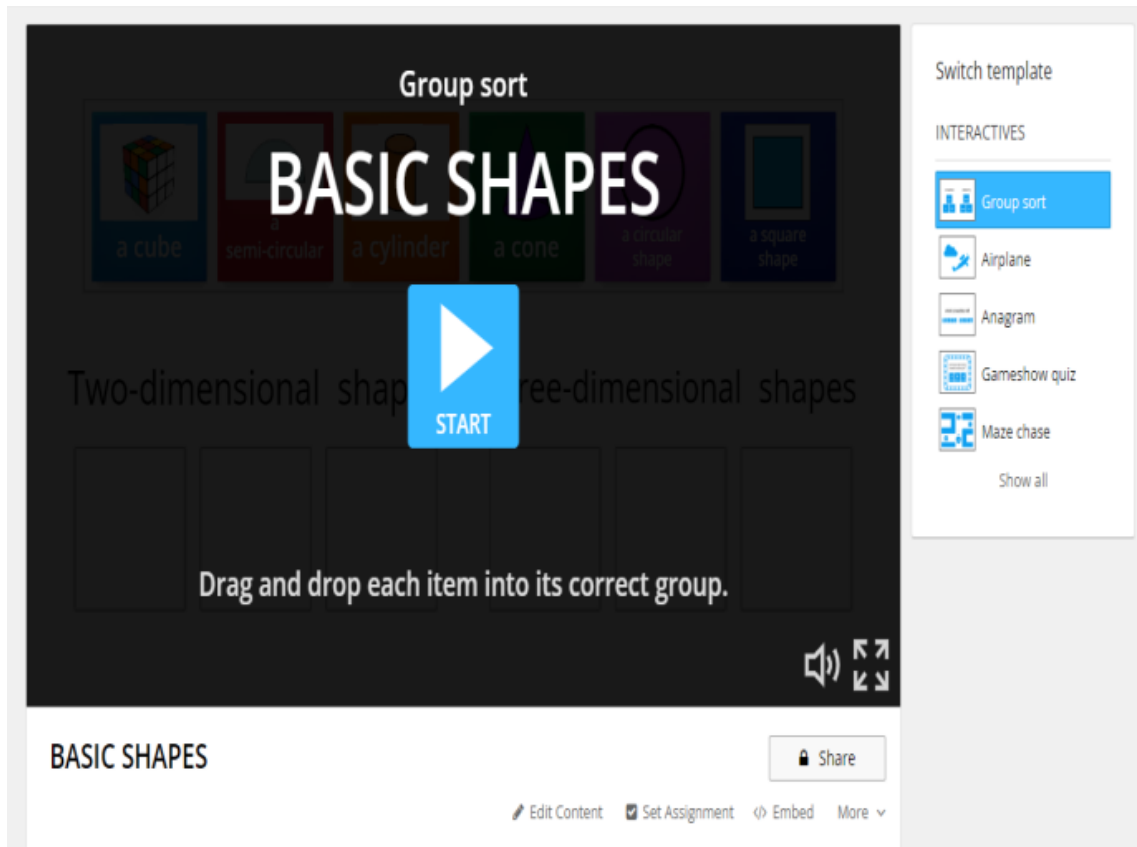 Group sort
BASIC SHAPES
a cube
a
semi-circular
a cylinder
a cone
a circular
shape
a square
shape
START
Two-dimensional shap
ree-dimensional shapes
Drag and drop each item into its correct group.
BASIC SHAPES
Share
Edit Content Set Assignment Embed More
Switch template
INTERACTIVES
Group sort
Airplane
Anagram
Gameshow quiz
Maze chase
Show all